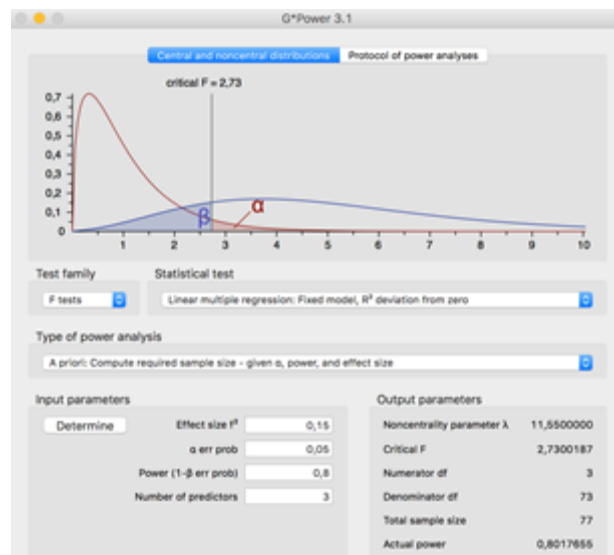 G*Power 3.1
Central and noncentral distributions Protocol of power analyses
critical F = 2,73
0,7
0,6
0,5
0,4
0,3
0,2
0,1
0
β
α
1 2 3 4 5 6 7 8 9 10
Test family Statistical test
F tests Linear multiple regression: Fixed model, R² deviation from zero
Type of power analysis
A priori: Compute required sample size - given α, power, and effect size
Input parameters Output parameters
Determine Effect size f² 0,15 Noncentrality parameter λ 11,5500000
α err prob 0,05 Critical F 2,7300187
Power (1-β err prob) 0,8 Numerator df 3
Number of predictors 3 Denominator df 73
Total sample size 77
Actual power 0,8017655